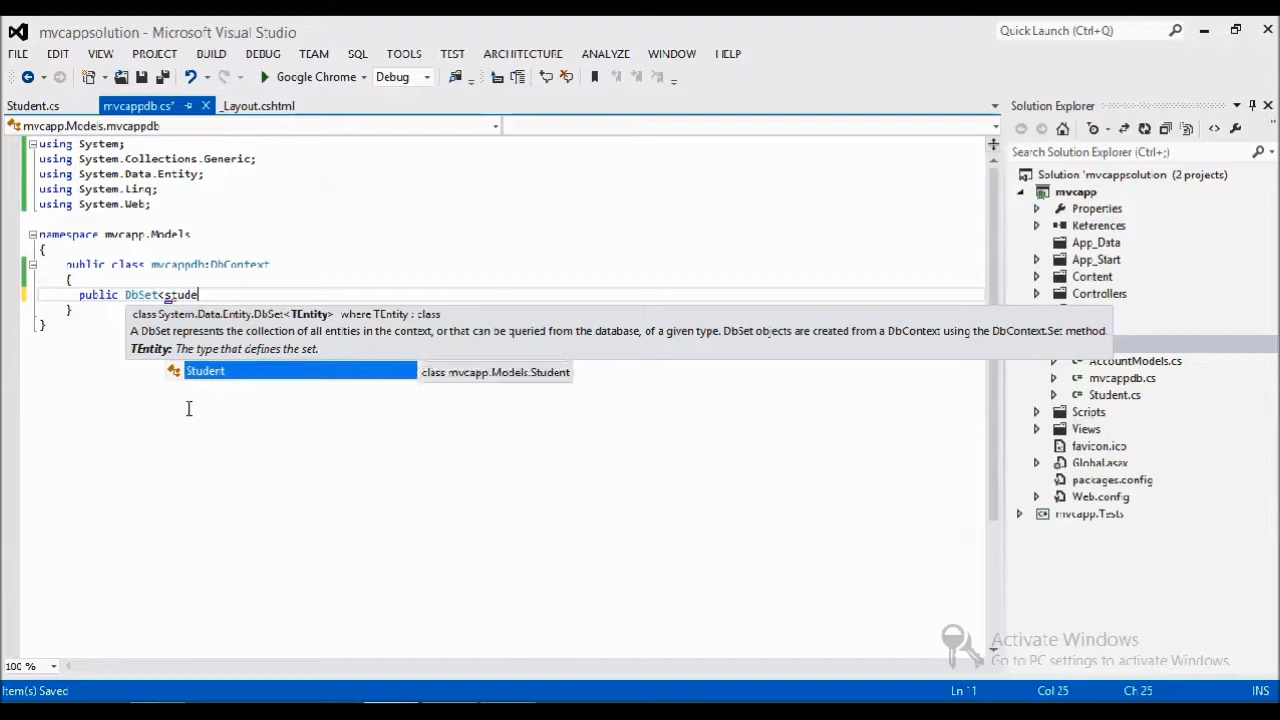 mvcappsolution - Microsoft Visual Studio
Quick Launch (Ctrl+Q)
FILE EDIT VIEW PROJECT BUILD DEBUG TEAM SQL TOOLS TEST ARCHITECTURE ANALYZE WINDOW HELP
Google Chrome Debug
Student.cs mvcappdb.cs* _Layout.cshtml
Solution Explorer
mvcapp.Models.mvcappdb
Search Solution Explorer (Ctrl+;)
using System;
using System.Collections.Generic;
using System.Data.Entity;
using System.Linq;
using System.Web;
namespace mvcapp.Models
{
public class mvcappdb:DbContext
{
public DbSet<stude
}
}
class System.Data.Entity.DbSet<TEntity> where TEntity : class
A DbSet represents the collection of all entities in the context, or that can be queried from the database, of a given type. DbSet objects are created from a DbContext using the DbContext.Set method.
TEntity: The type that defines the set.
Student
class mvcapp.Models.Student
Solution 'mvcappsolution' (2 projects)
mvcapp
Properties
References
App_Data
App_Start
Content
Controllers
AccountModels.cs
mvcappdb.cs
Student.cs
Scripts
Views
favicon.ico
Global.asax
packages.config
Web.config
mvcapp.Tests
Activate Windows
Go to PC settings to activate Windows.
100 %
Item(s) Saved Ln 11 Col 25 Ch 25 INS